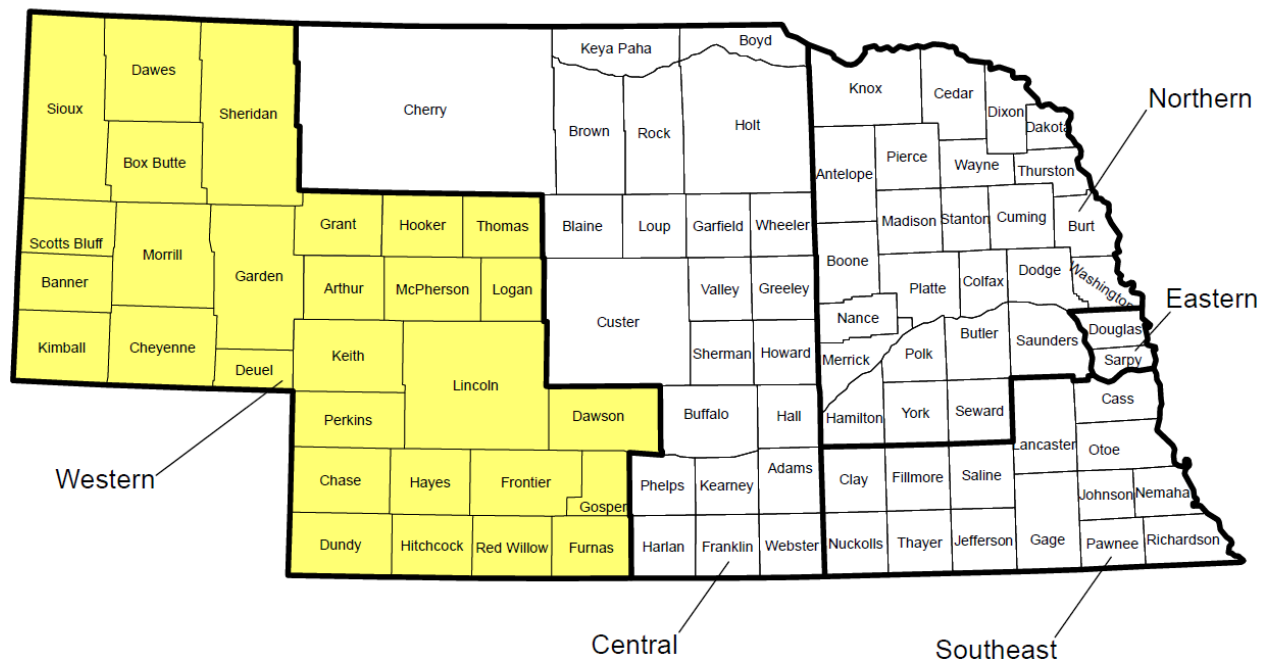 Boyd
Keya Paha
Dawes
Knox
Cedar
Northern
Sioux
Cherry
Sheridan
Dixon
Dakota
Brown
Rock
Holt
Box Butte
Pierce
Wayne
Antelope
Thurston
Grant
Hooker
Thomas
Blaine
Loup
Garfield
Wheeler
Madison
Stanton
Cuming
Burt
Scotts Bluff
Morrill
Garden
Boone
Dodge
Washington
Banner
Arthur
McPherson
Logan
Valley
Greeley
Platte
Colfax
Eastern
Custer
Nance
Douglas
Kimball
Cheyenne
Keith
Sherman
Howard
Merrick
Polk
Butler
Saunders
Sarpy
Deuel
Lincoln
Cass
Perkins
Dawson
Buffalo
Hall
Hamilton
York
Seward
Lancaster
Otoe
Western
Chase
Hayes
Frontier
Gosper
Phelps
Kearney
Adams
Clay
Fillmore
Saline
Johnson
Nemaha
Dundy
Hitchcock
Red Willow
Furnas
Harlan
Franklin
Webster
Nuckolls
Thayer
Jefferson
Gage
Pawnee
Richardson
Central
Southeast